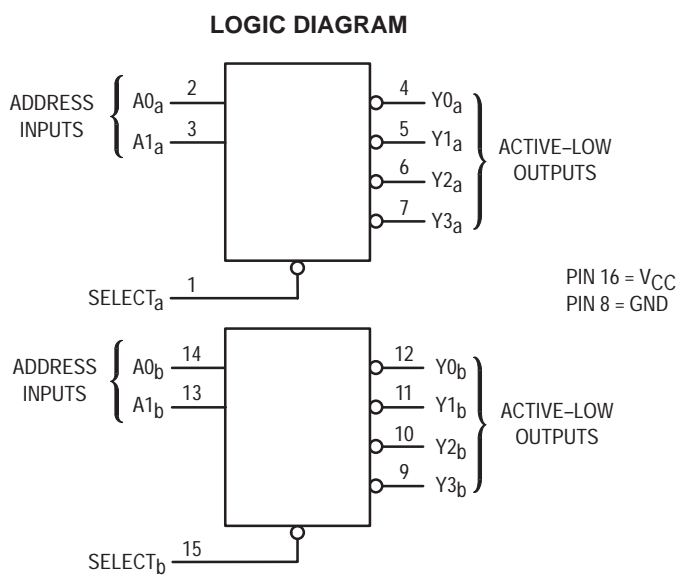 LOGIC DIAGRAM
ADDRESS
INPUTS
A0a 2
A1a 3
4 Y0a
5 Y1a
6 Y2a
7 Y3a
ACTIVE–LOW
OUTPUTS
SELECTa 1
PIN 16 = VCC
PIN 8 = GND
ADDRESS
INPUTS
A0b 14
A1b 13
12 Y0b
11 Y1b
10 Y2b
9 Y3b
ACTIVE–LOW
OUTPUTS
SELECTb 15